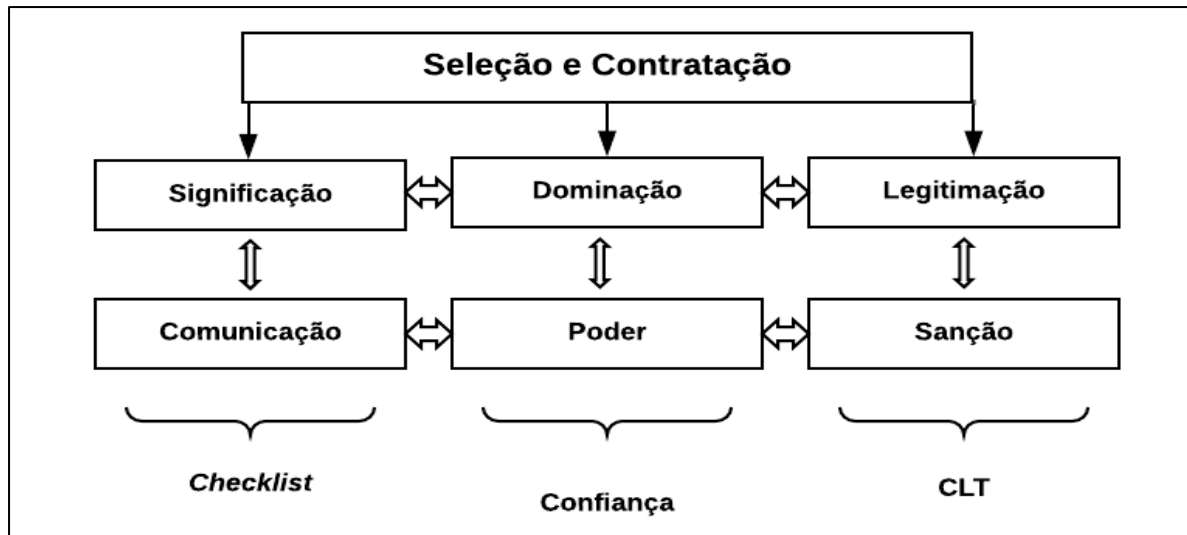 Seleção e Contratação
Significação
Dominação
Legitimação
Comunicação
Poder
Sanção
Checklist
Confiança
CLT